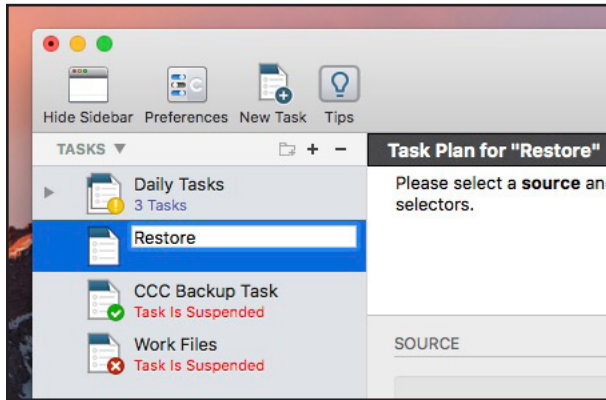 Hide Sidebar Preferences New Task Tips
TASKS ▼ + −
Task Plan for "Restore"
Daily Tasks
3 Tasks
Please select a source an
selectors.
Restore
CCC Backup Task
Task Is Suspended
Work Files
Task Is Suspended
SOURCE